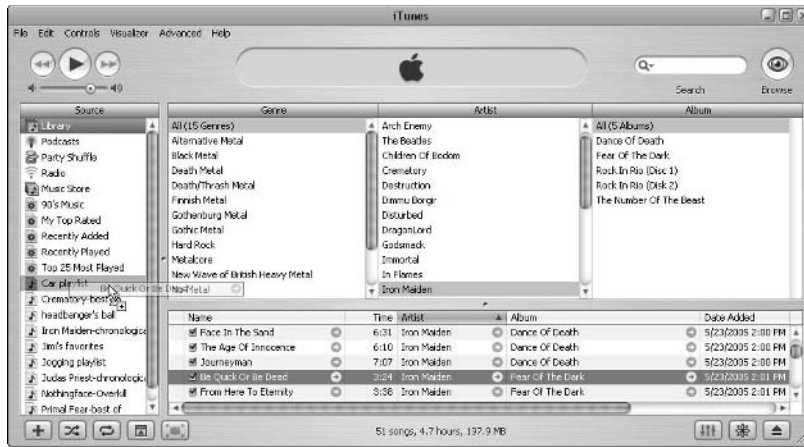 iTunes
File Edit Controls Visualizer Advanced Help
Search
Browse
Source
Library
Podcasts
Party Shuffle
Radio
Music Store
90's Music
My Top Rated
Recently Added
Recently Played
Top 25 Most Played
Car playlist
Be Quick Or Be Dead
Crematory-best
headbanger's ball
Iron Maiden-chronologica
Jim's favorites
Jogging playlist
Judas Priest-chronologic
Nothingface-Overkill
Primal Fear-best of
Genre
All (15 Genres)
Alternative Metal
Black Metal
Death Metal
Death/Thrash Metal
Finnish Metal
Gothenburg Metal
Gothic Metal
Hard Rock
Metalcore
New Wave of British Heavy Metal
Metal
Artist
Arch Enemy
The Beatles
Children Of Bodom
Crematory
Destruction
Dimmu Borgir
Disturbed
DragonLord
Godsmack
Immortal
In Flames
Iron Maiden
Album
All (5 Albums)
Dance Of Death
Fear Of The Dark
Rock In Rio (Disc 1)
Rock In Rio (Disk 2)
The Number Of The Beast
Name Time Artist Album Date Added
Face In The Sand 6:31 Iron Maiden Dance Of Death 5/23/2005 2:00 PM
The Age Of Innocence 6:10 Iron Maiden Dance Of Death 5/23/2005 2:00 PM
Journeyman 7:07 Iron Maiden Dance Of Death 5/23/2005 2:00 PM
Be Quick Or Be Dead 3:24 Iron Maiden Fear Of The Dark 5/23/2005 2:01 PM
From Here To Eternity 3:38 Iron Maiden Fear Of The Dark 5/23/2005 2:01 PM
51 songs, 4.7 hours, 197.9 MB